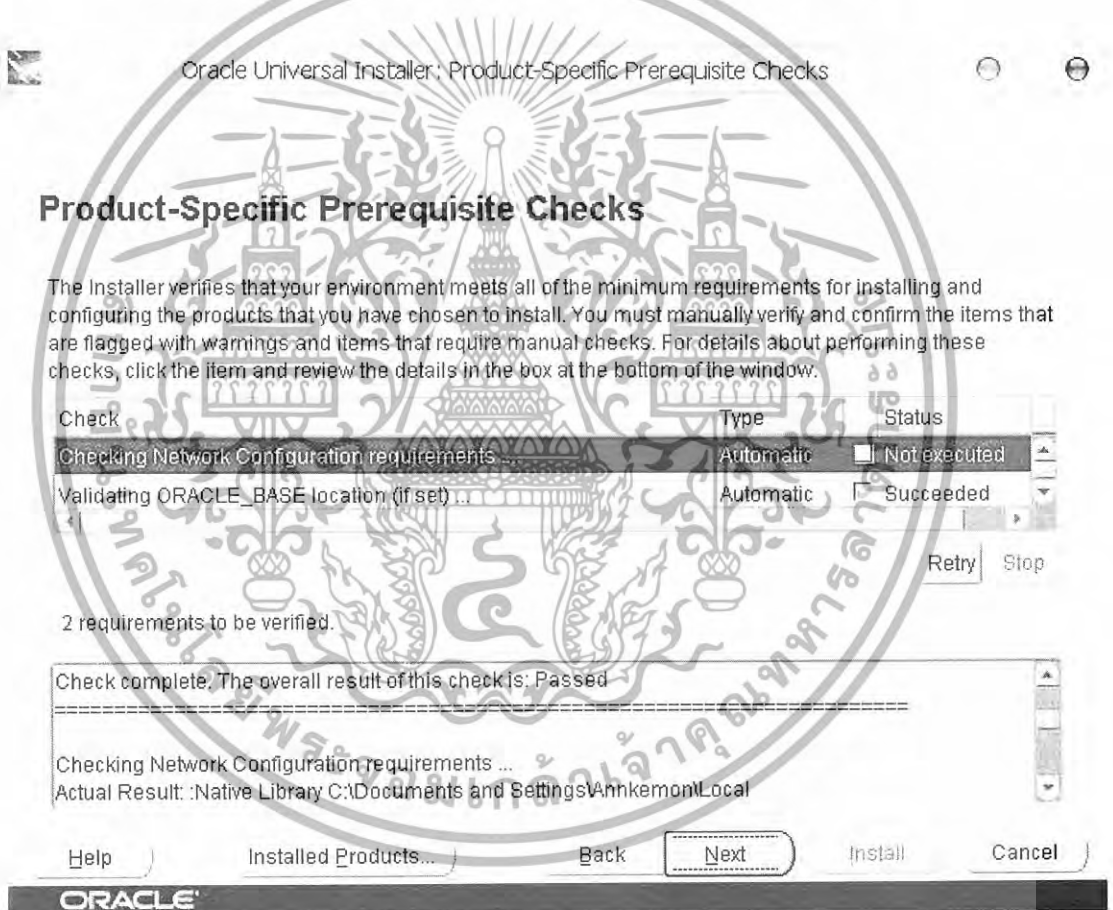 Oracle Universal Installer: Product-Specific Prerequisite Checks
Product-Specific Prerequisite Checks
The Installer verifies that your environment meets all of the minimum requirements for installing and
configuring the products that you have chosen to install. You must manually verify and confirm the items that
are flagged with warnings and items that require manual checks. For details about performing these
checks, click the item and review the details in the box at the bottom of the window.
Check Type Status
Checking Network Configuration requirements ... Automatic Not executed
Validating ORACLE_BASE location (if set) ... Automatic Succeeded
Retry Stop
2 requirements to be verified.
Check complete. The overall result of this check is: Passed
========================================================================
Checking Network Configuration requirements ...
Actual Result: :Native Library C:\Documents and Settings\Annkemon\Local
Help Installed Products... Back Next Install Cancel
ORACLE